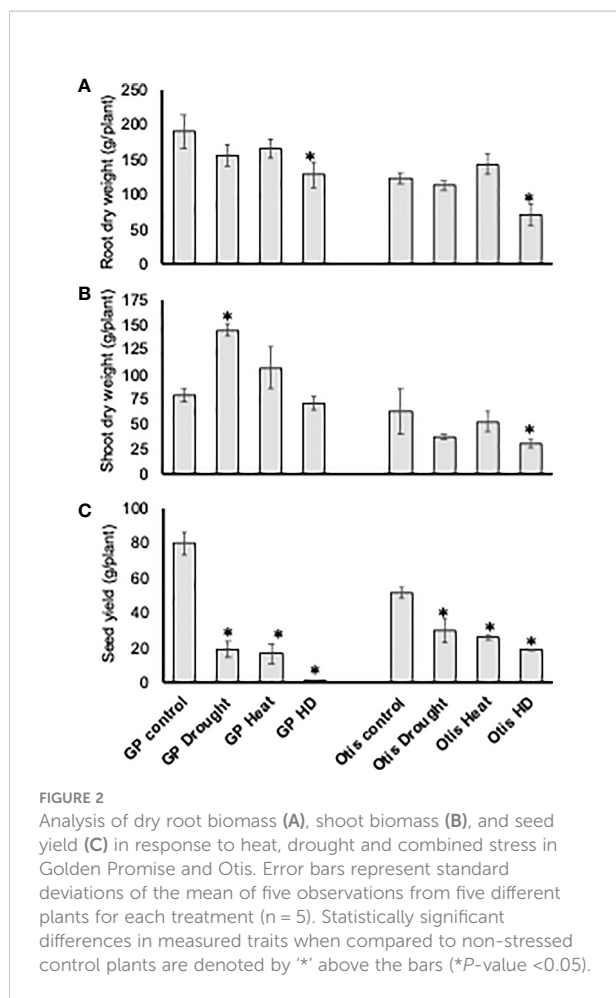 A
Root dry weight (g/plant)
250
200
150
100
50
0
*
*
B
Shoot dry weight (g/plant)
175
150
125
100
75
50
25
0
*
*
C
Seed yield (g/plant)
100
80
60
40
20
0
*
*
*
*
*
*
GP control
GP Drought
GP Heat
GP HD
Otis control
Otis Drought
Otis Heat
Otis HD
FIGURE 2
Analysis of dry root biomass (A), shoot biomass (B), and seed
yield (C) in response to heat, drought and combined stress in
Golden Promise and Otis. Error bars represent standard
deviations of the mean of five observations from five different
plants for each treatment (n = 5). Statistically significant
differences in measured traits when compared to non-stressed
control plants are denoted by ‘*’ above the bars (*P-value <0.05).